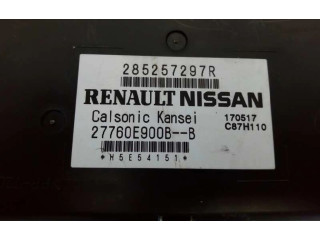 285257297R
RENAULT NISSAN
Calsonic Kansei 170517
27760E900B--B C87H110
*H5E54151*